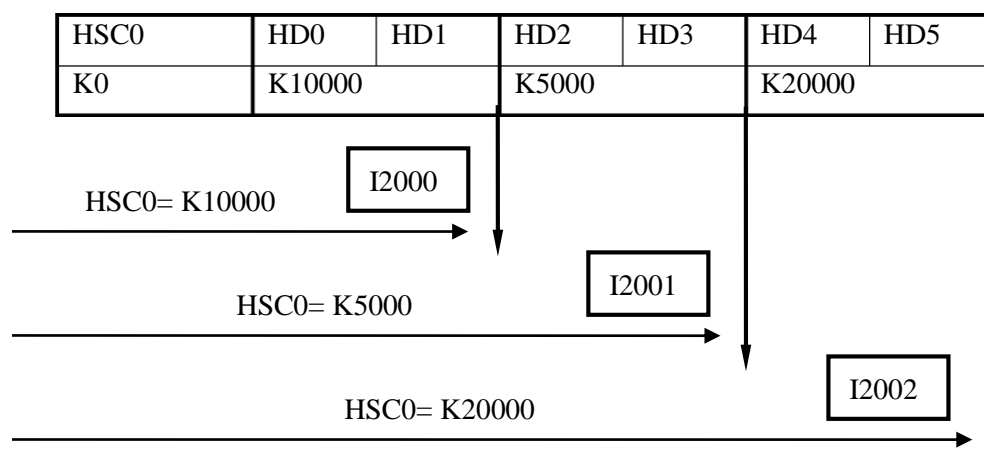 HSC0 HD0 HD1 HD2 HD3 HD4 HD5
K0 K10000 K5000 K20000
I2000
HSC0= K10000
I2001
HSC0= K5000
I2002
HSC0= K20000